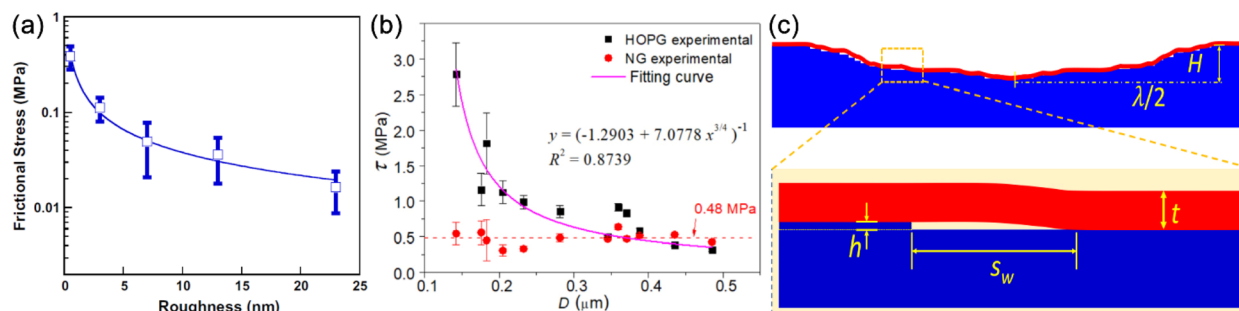 (a)
Frictional Stress (MPa)
1
0.1
0.01
0 5 10 15 20 25
Roughness (nm)
(b)
τ (MPa)
3.0
2.5
2.0
1.5
1.0
0.5
0.0
HOPG experimental
NG experimental
Fitting curve
y = (-1.2903 + 7.0778 x^{3/4})^{-1}
R² = 0.8739
0.48 MPa
0.1 0.2 0.3 0.4 0.5
D (μm)
(c)
H
λ/2
t
h
s_w